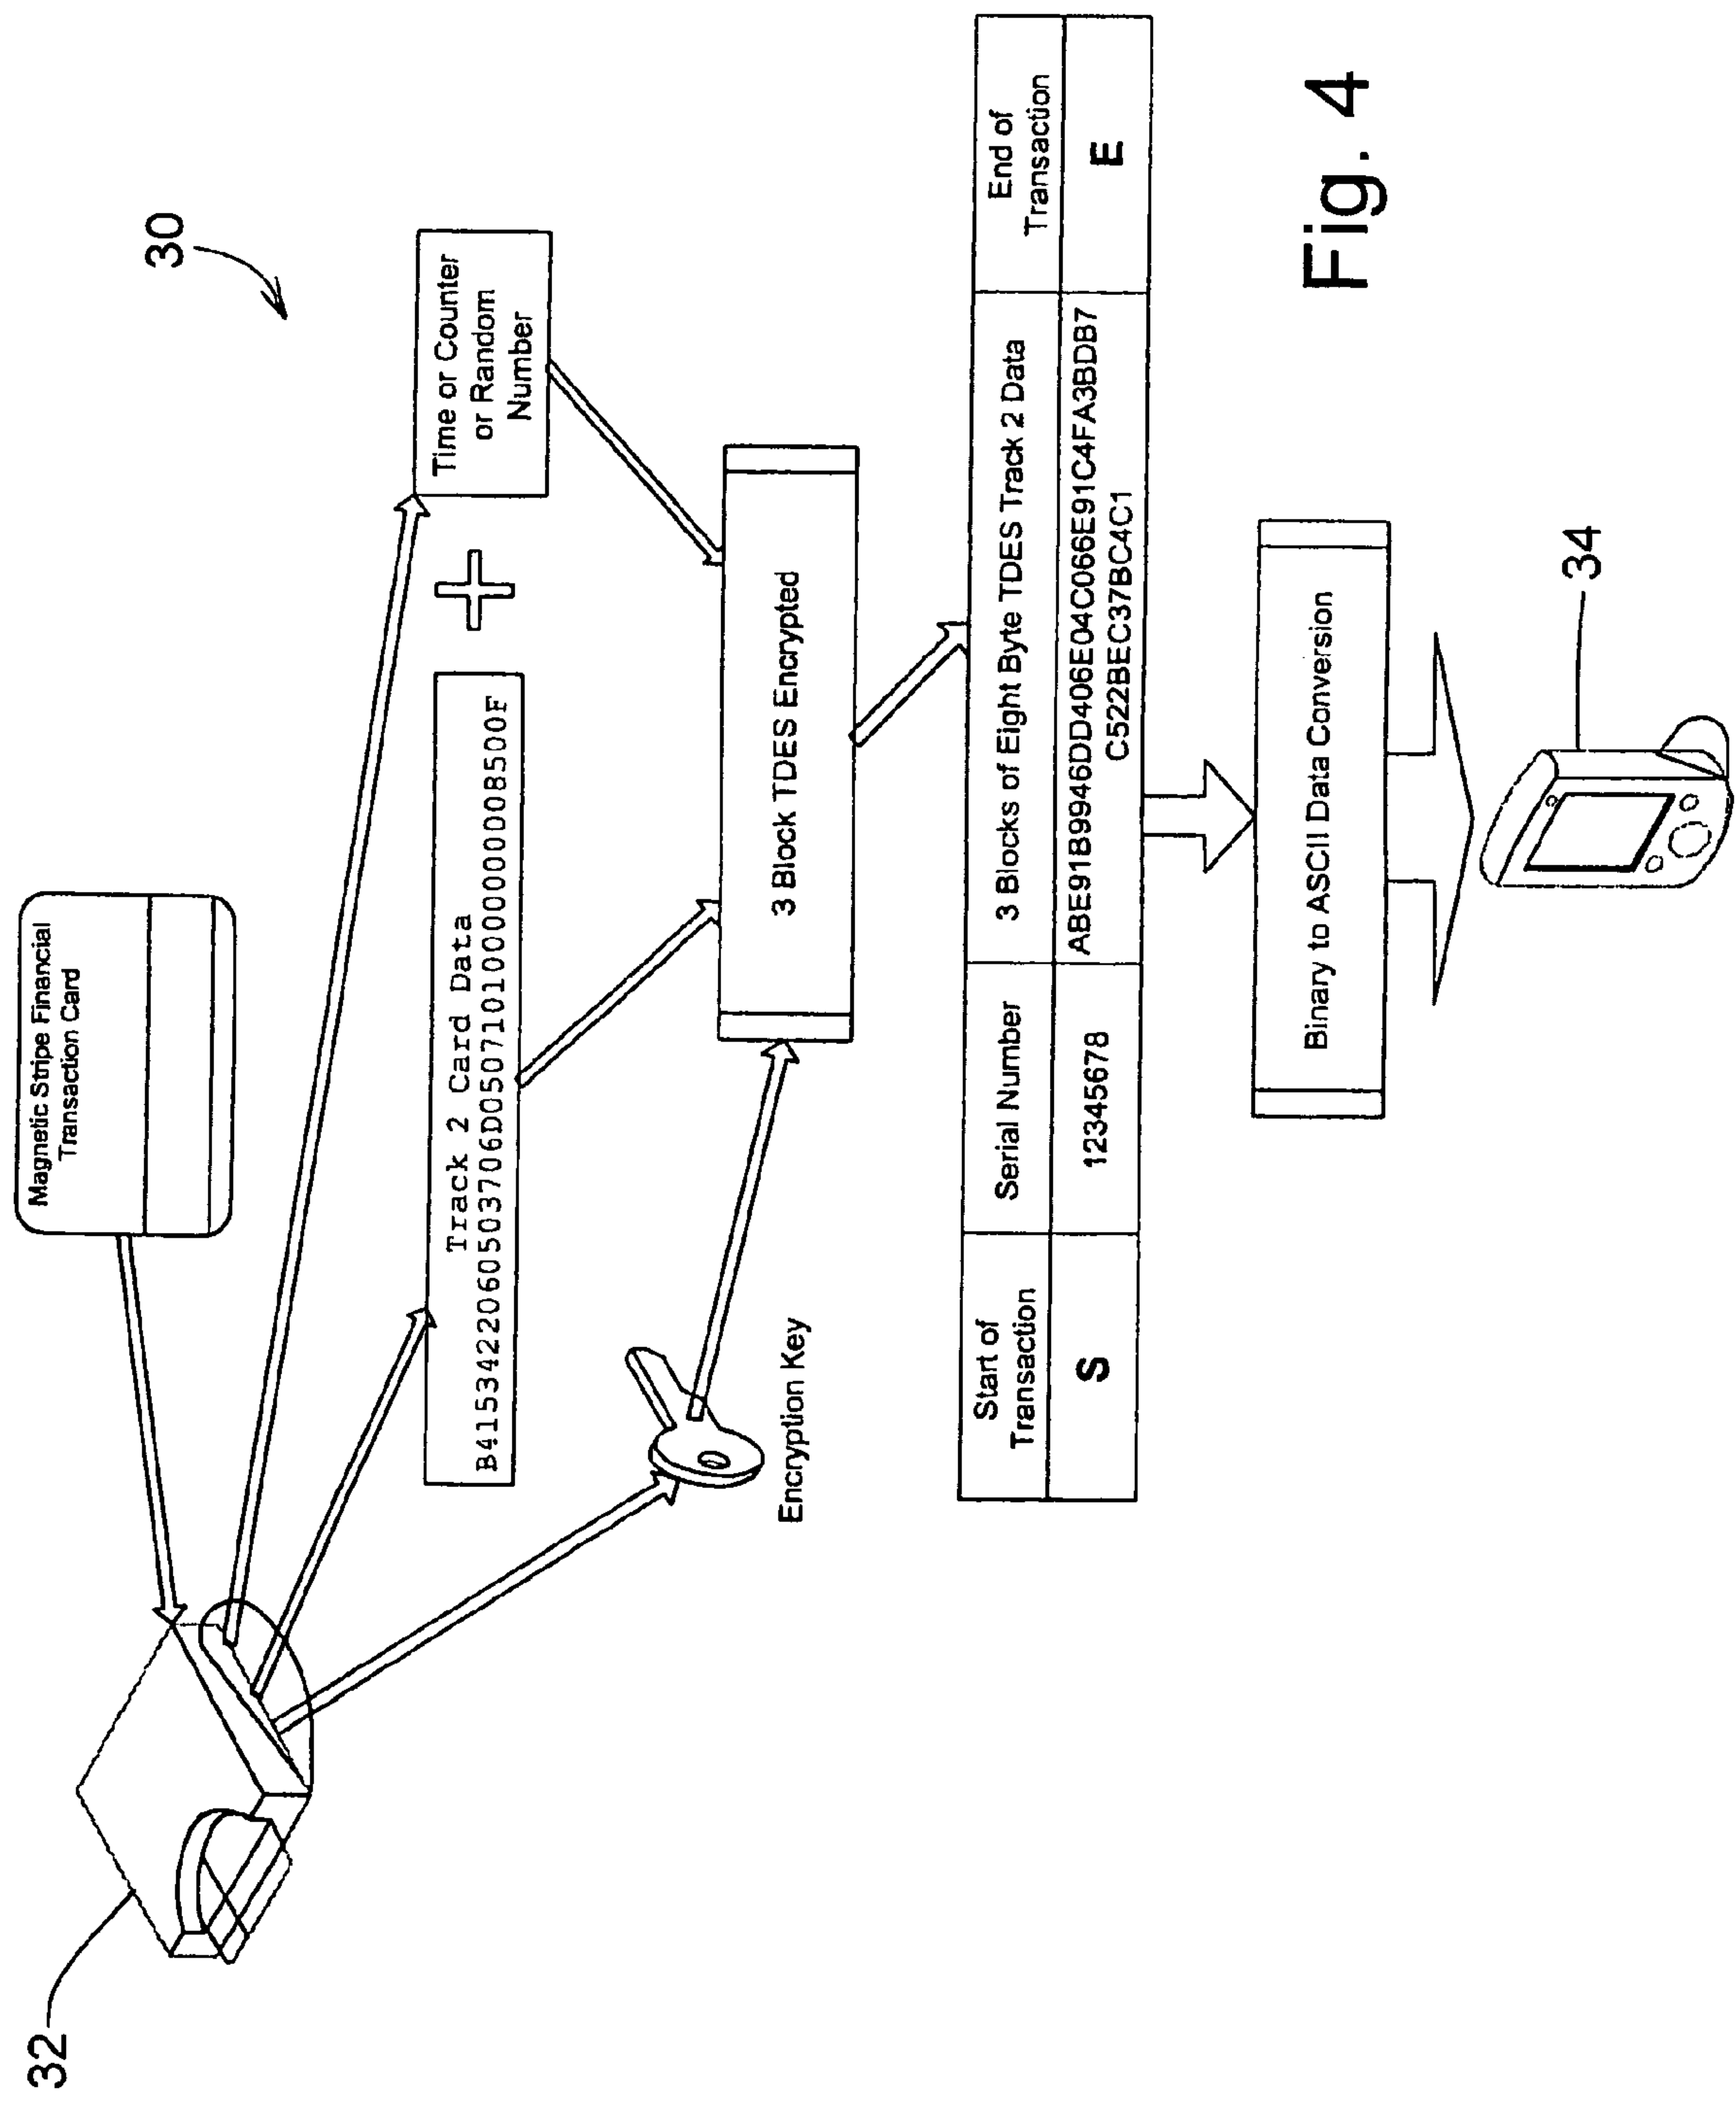 32
Magnetic Stripe Financial
Transaction Card
30
Track 2 Card Data
B4153422060503706D0507101000000008500F
Time or Counter
or Random
Number
Encryption Key
3 Block TDES Encrypted
Start of
Transaction
Serial Number
3 Blocks of Eight Byte TDES Track 2 Data
End of
Transaction
S
12345678
ABE91B9946DD406E04C066E91C4FA3BDB7
C522BEC37BC4C1
E
Binary to ASCII Data Conversion
34
Fig. 4